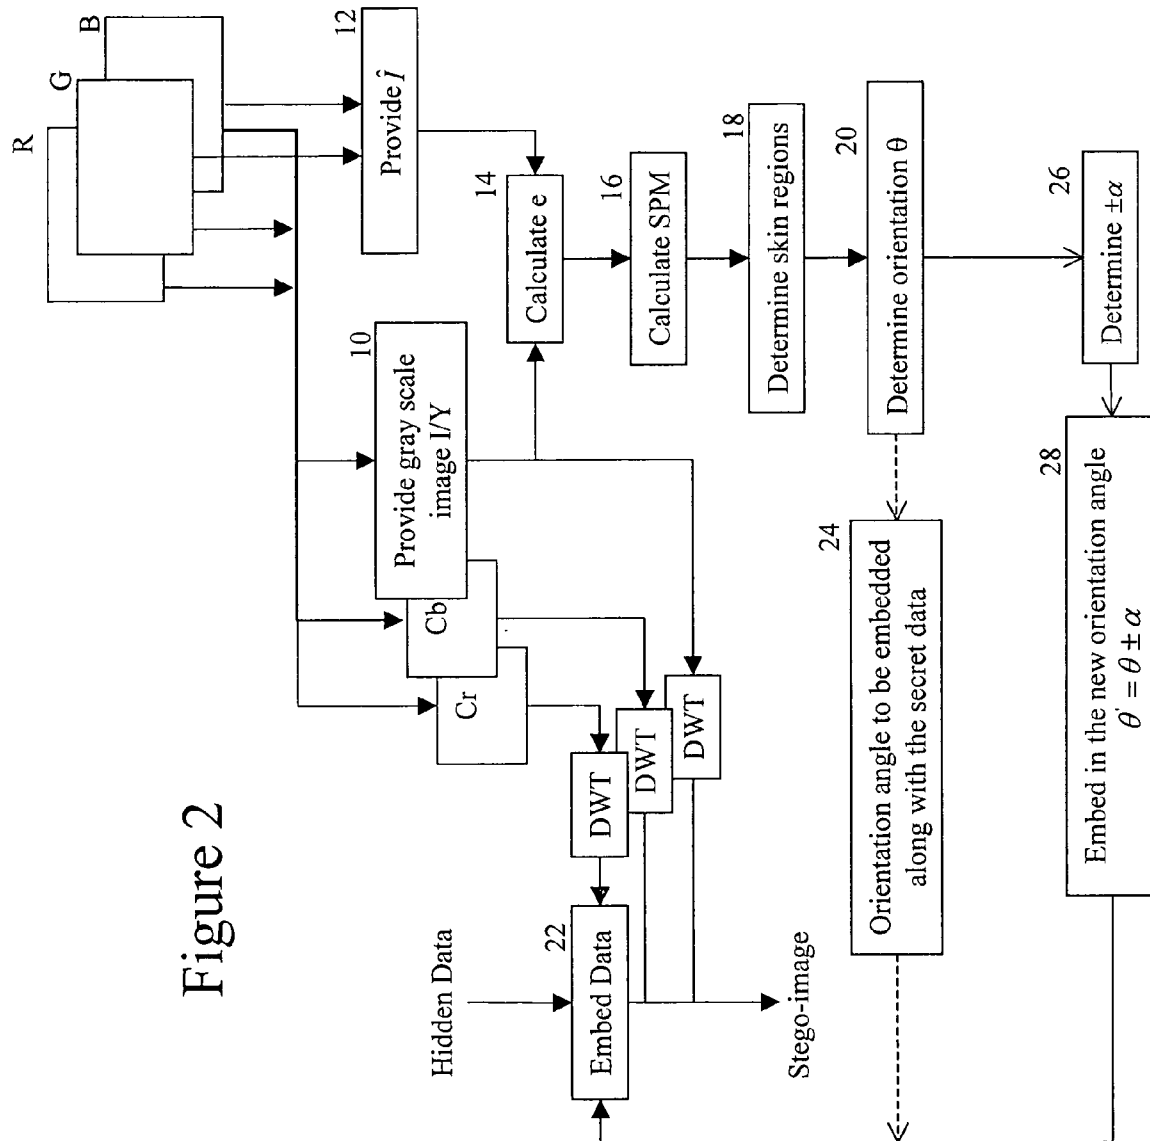 Figure 2
R
G
B
12
Provide Î
10
Provide gray scale
image I/Y
Cb
Cr
14
Calculate e
16
Calculate SPM
18
Determine skin regions
20
Determine orientation θ
DWT
DWT
DWT
Hidden Data
22
Embed Data
Stego-image
24
Orientation angle to be embedded
along with the secret data
26
Determine ±α
28
Embed in the new orientation angle
θ' = θ ± α